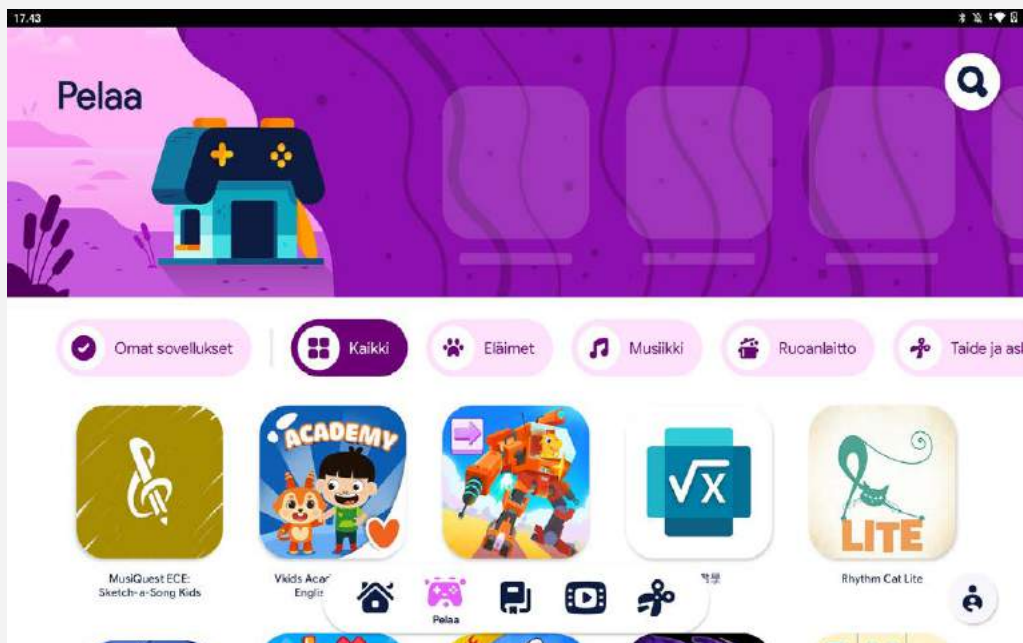 17.43
Pelaa
Omat sovellukset
Kaikki
Eläimet
Musiikki
Ruoanlaitto
Taide ja as
ACADEMY
√x
LITE
MusiQuest ECE:
Sketch-a-Song Kids
Vkids Aca
Englis
Rhythm Cat Lite
Pelaa